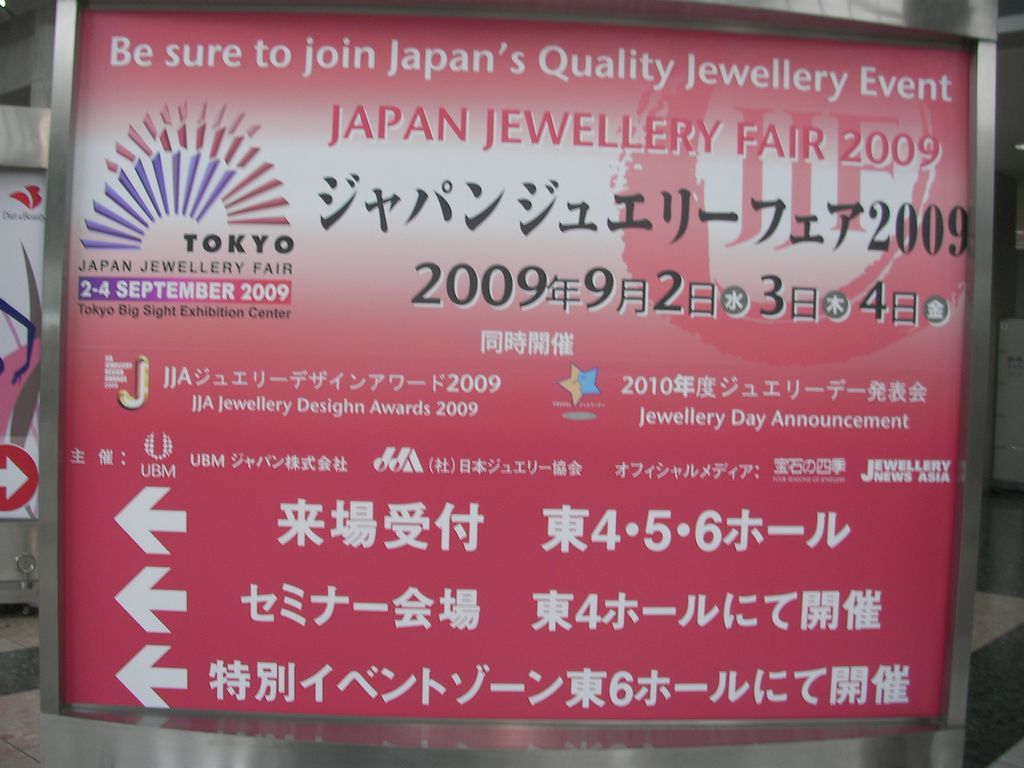 Be sure to join Japan's Quality Jewellery Event
JAPAN JEWELLERY FAIR 2009
JJF
ジャパンジュエリーフェア2009
TOKYO
JAPAN JEWELLERY FAIR
2-4 SEPTEMBER 2009
Tokyo Big Sight Exhibition Center
2009年9月2日水 3日木 4日金
同時開催
JJAジュエリーデザインアワード2009
JJA Jewellery Desighn Awards 2009
2010年度ジュエリーデー発表会
Jewellery Day Announcement
主催： UBM UBM ジャパン株式会社 JJA (社)日本ジュエリー協会 オフィシャルメディア： 宝石の四季 JEWELLERY NEWS ASIA
FOUR SEASONS OF JEWELLERY
← 来場受付 東4・5・6ホール
← セミナー会場 東4ホールにて開催
← 特別イベントゾーン東6ホールにて開催
Diet&Beauty